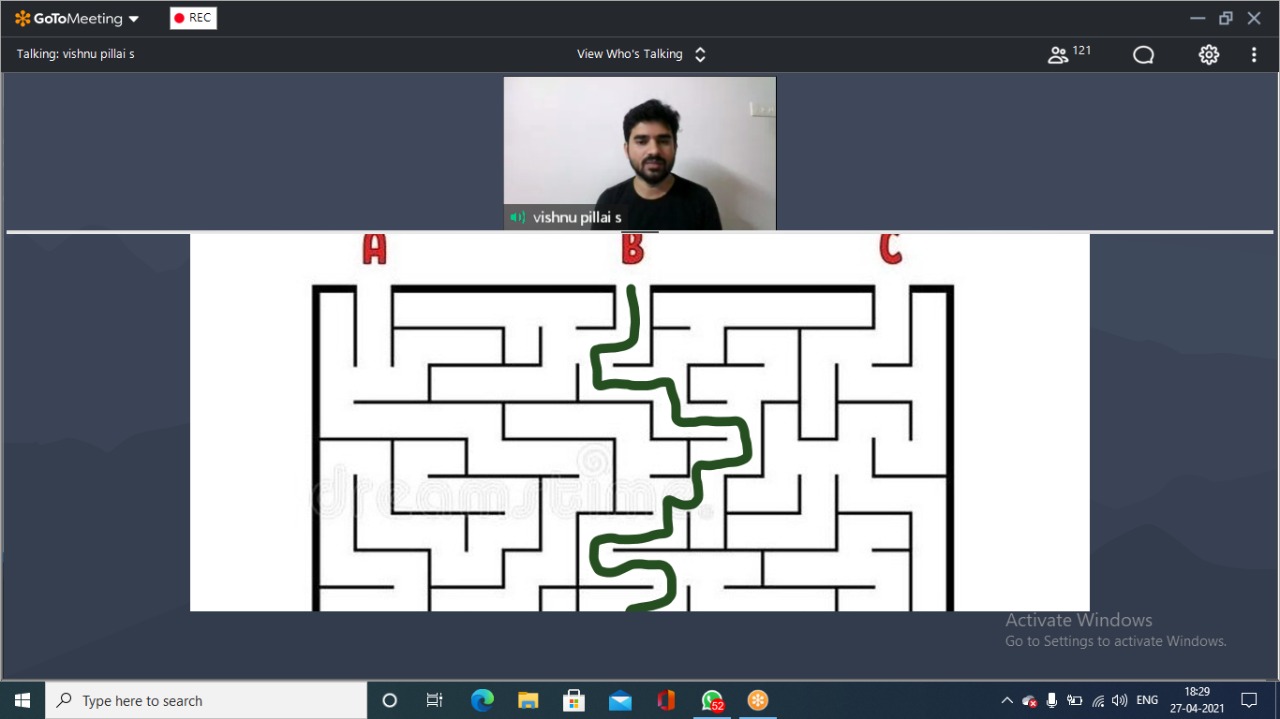 GoToMeeting
REC
Talking: vishnu pillai s
View Who's Talking
121
vishnu pillai s
A B C
dreamstime
Activate Windows
Go to Settings to activate Windows.
Type here to search
52
ENG
18:29
27-04-2021